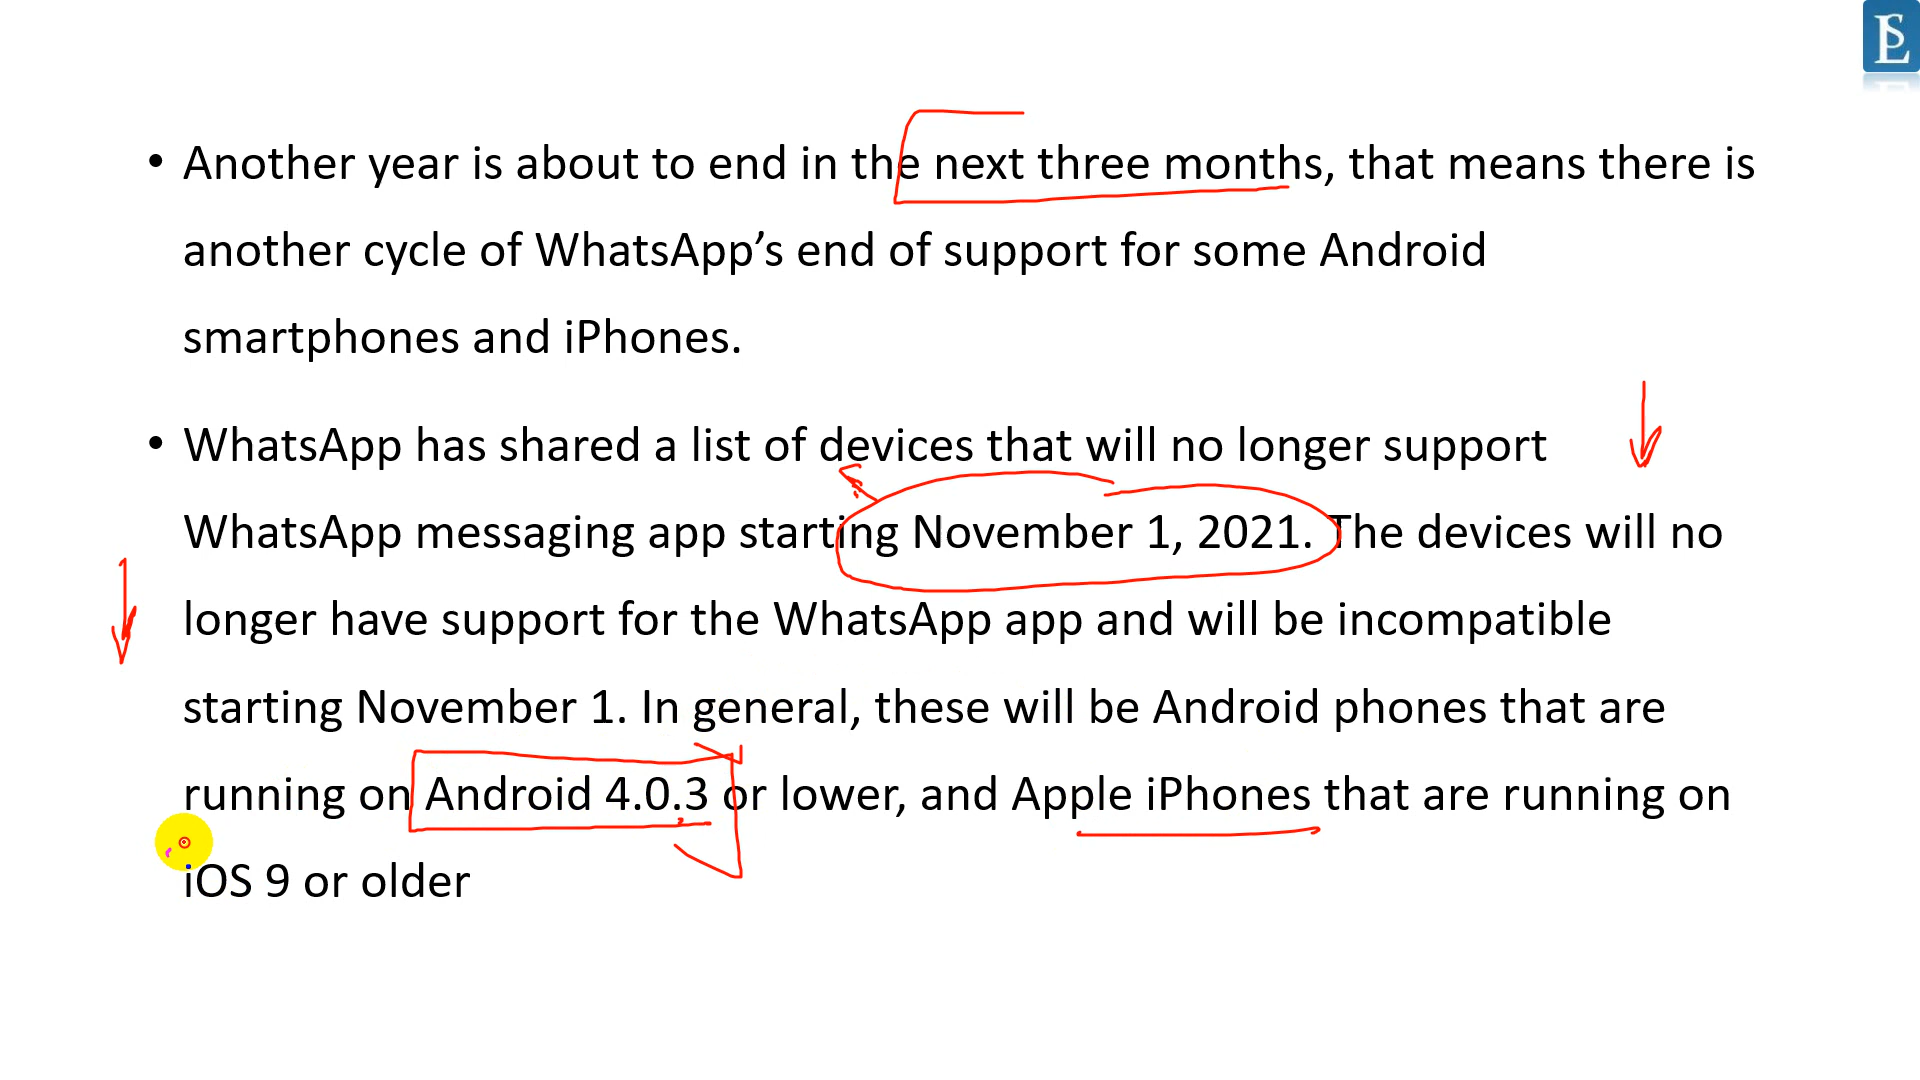 • Another year is about to end in the next three months, that means there is
another cycle of WhatsApp’s end of support for some Android
smartphones and iPhones.
• WhatsApp has shared a list of devices that will no longer support
WhatsApp messaging app starting November 1, 2021. The devices will no
longer have support for the WhatsApp app and will be incompatible
starting November 1. In general, these will be Android phones that are
running on Android 4.0.3 or lower, and Apple iPhones that are running on
iOS 9 or older